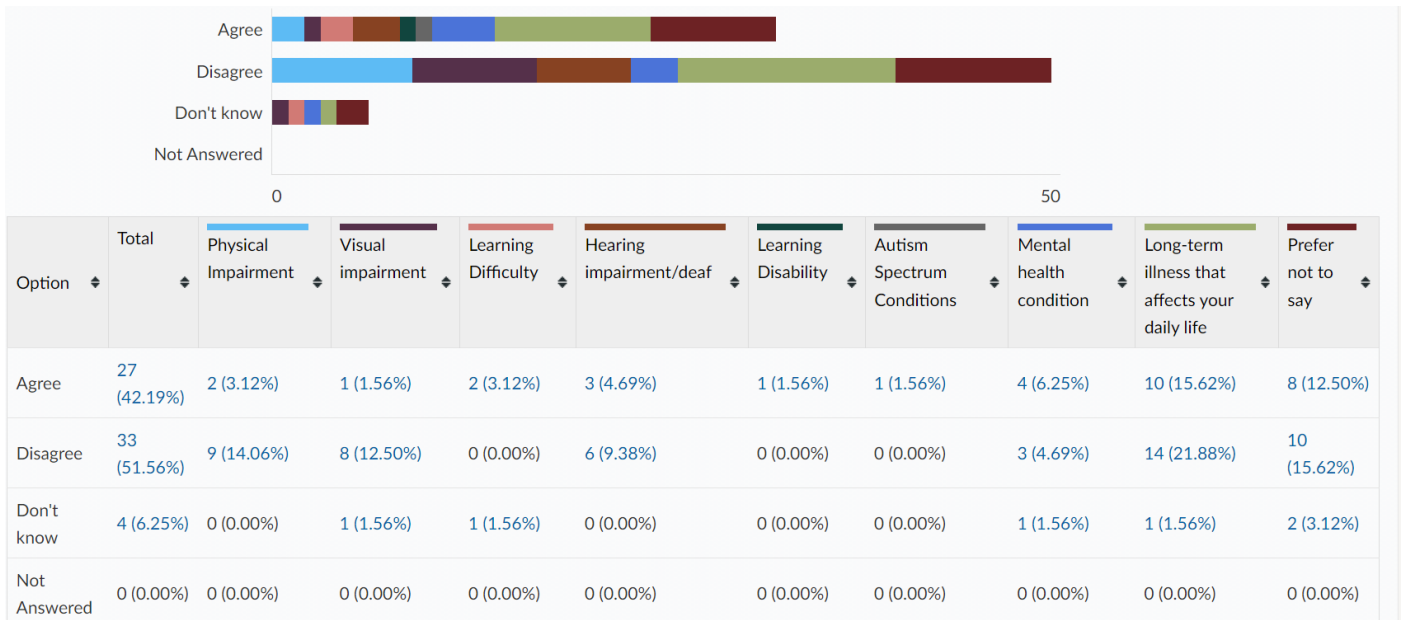 Agree
Disagree
Don't know
Not Answered
0 50
Option
Total
Physical
Impairment
Visual
impairment
Learning
Difficulty
Hearing
impairment/deaf
Learning
Disability
Autism
Spectrum
Conditions
Mental
health
condition
Long-term
illness that
affects your
daily life
Prefer
not to
say
Agree
27
(42.19%)
2 (3.12%)
1 (1.56%)
2 (3.12%)
3 (4.69%)
1 (1.56%)
1 (1.56%)
4 (6.25%)
10 (15.62%)
8 (12.50%)
Disagree
33
(51.56%)
9 (14.06%)
8 (12.50%)
0 (0.00%)
6 (9.38%)
0 (0.00%)
0 (0.00%)
3 (4.69%)
14 (21.88%)
10
(15.62%)
Don't
know
4 (6.25%)
0 (0.00%)
1 (1.56%)
1 (1.56%)
0 (0.00%)
0 (0.00%)
0 (0.00%)
1 (1.56%)
1 (1.56%)
2 (3.12%)
Not
Answered
0 (0.00%)
0 (0.00%)
0 (0.00%)
0 (0.00%)
0 (0.00%)
0 (0.00%)
0 (0.00%)
0 (0.00%)
0 (0.00%)
0 (0.00%)